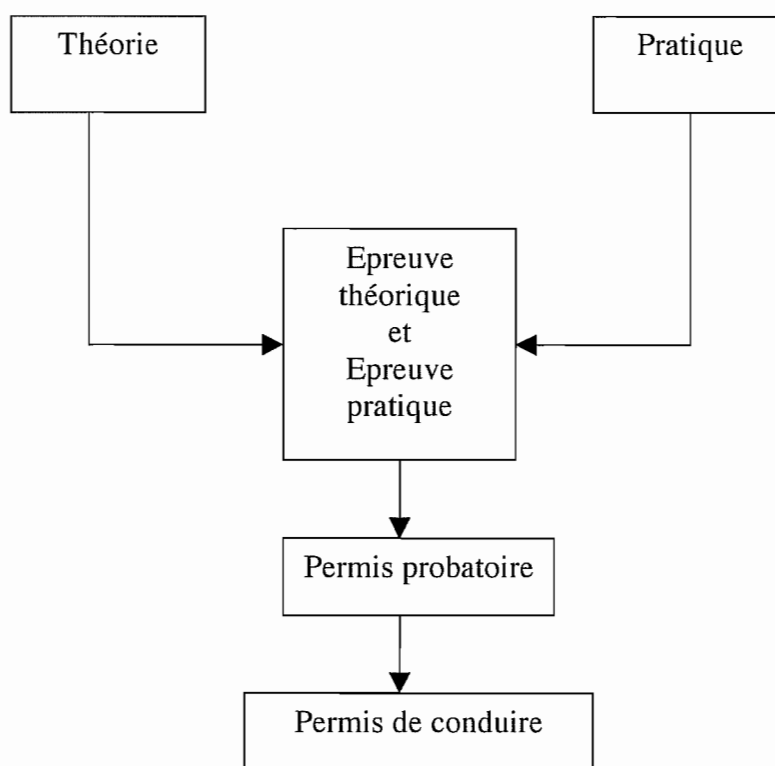 Théorie
Pratique
Epreuve
théorique
et
Epreuve
pratique
Permis probatoire
Permis de conduire